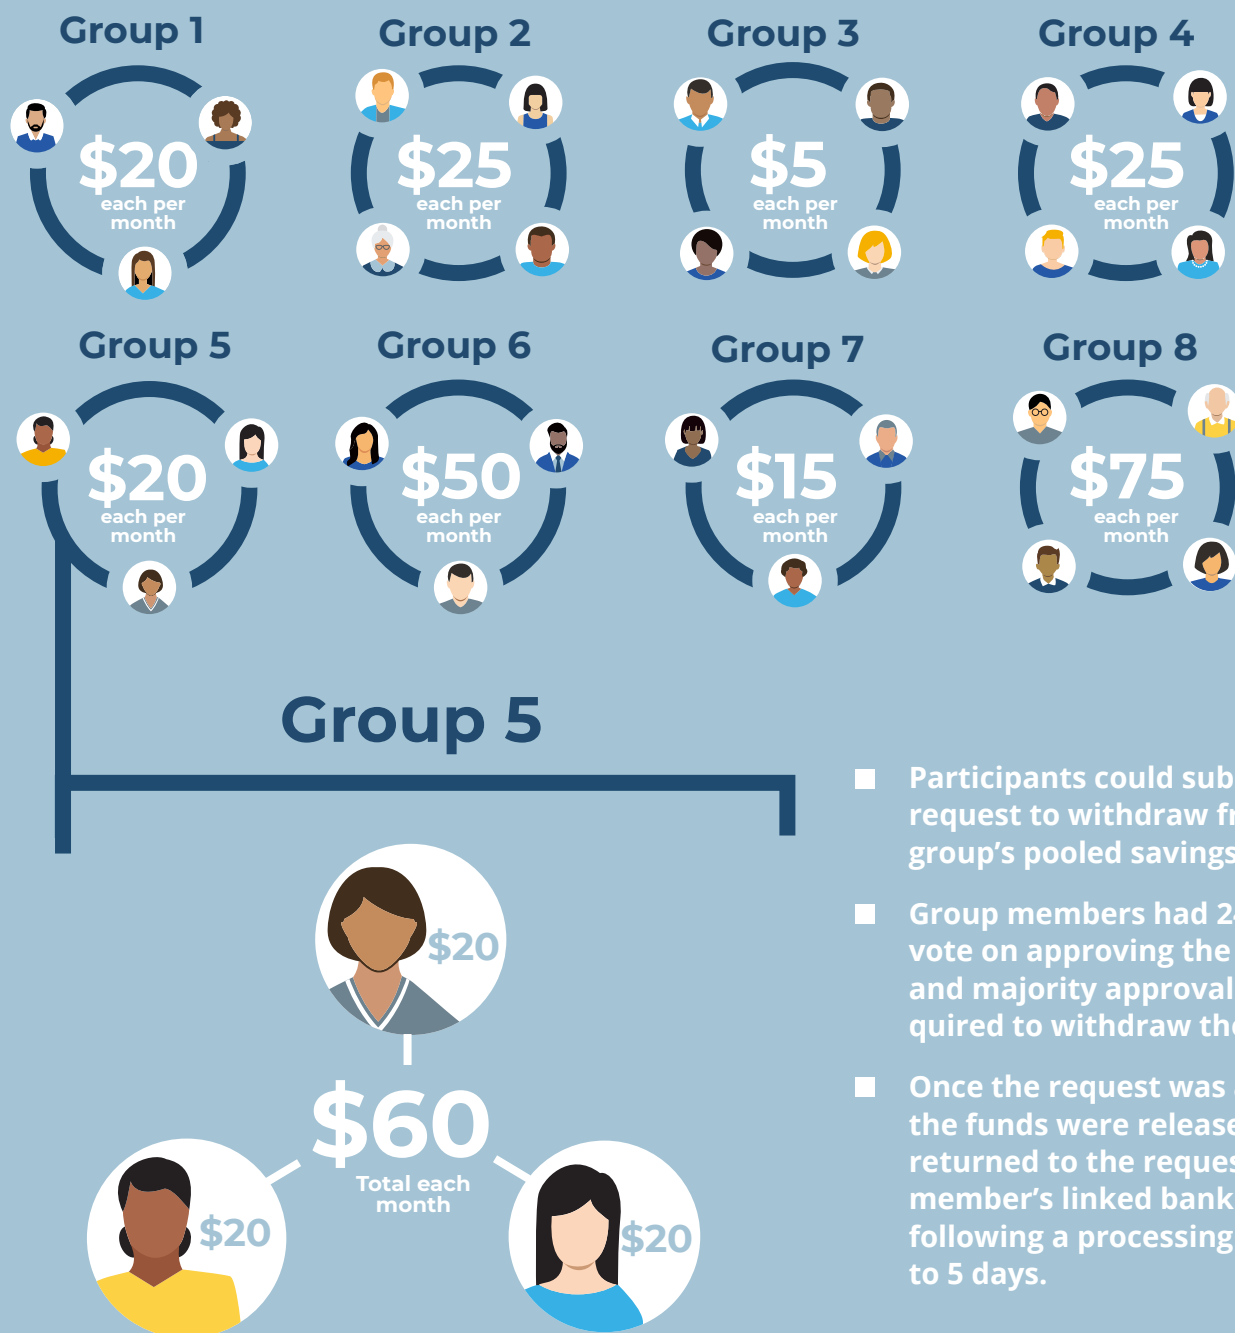 Group 1
Group 2
Group 3
Group 4
$20
each per
month
$25
each per
month
$5
each per
month
$25
each per
month
Group 5
Group 6
Group 7
Group 8
$20
each per
month
$50
each per
month
$15
each per
month
$75
each per
month
Group 5
$20
$60
Total each
month
$20
$20
Participants could sub
request to withdraw fr
group's pooled savings
Group members had 24
vote on approving the
and majority approval
quired to withdraw the
Once the request was
the funds were release
returned to the reques
member's linked bank
following a processing
to 5 days.